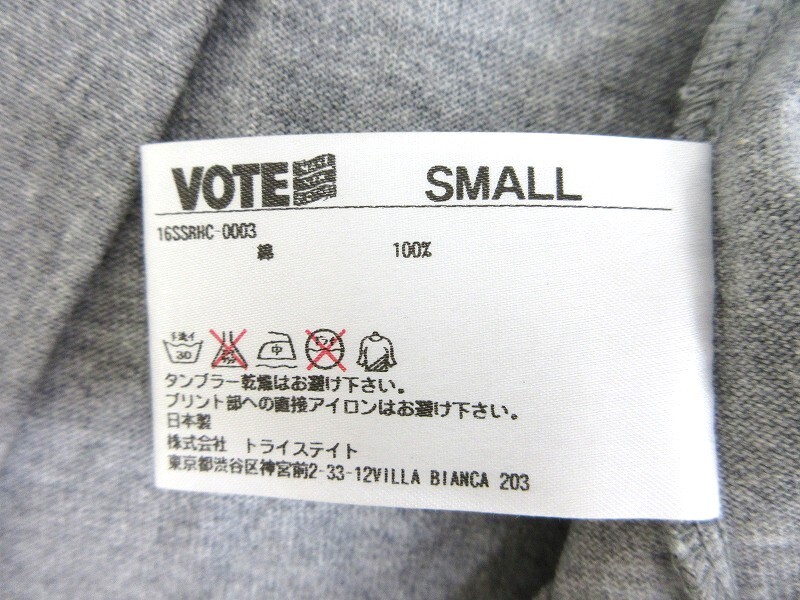 VOTE SMALL
16SSRHC-0003
綿 100%
手洗イ
30 中
タンブラー乾燥はお避け下さい。
プリント部への直接アイロンはお避け下さい。
日本製
株式会社 トライステイト
東京都渋谷区神宮前2-33-12VILLA BIANCA 203